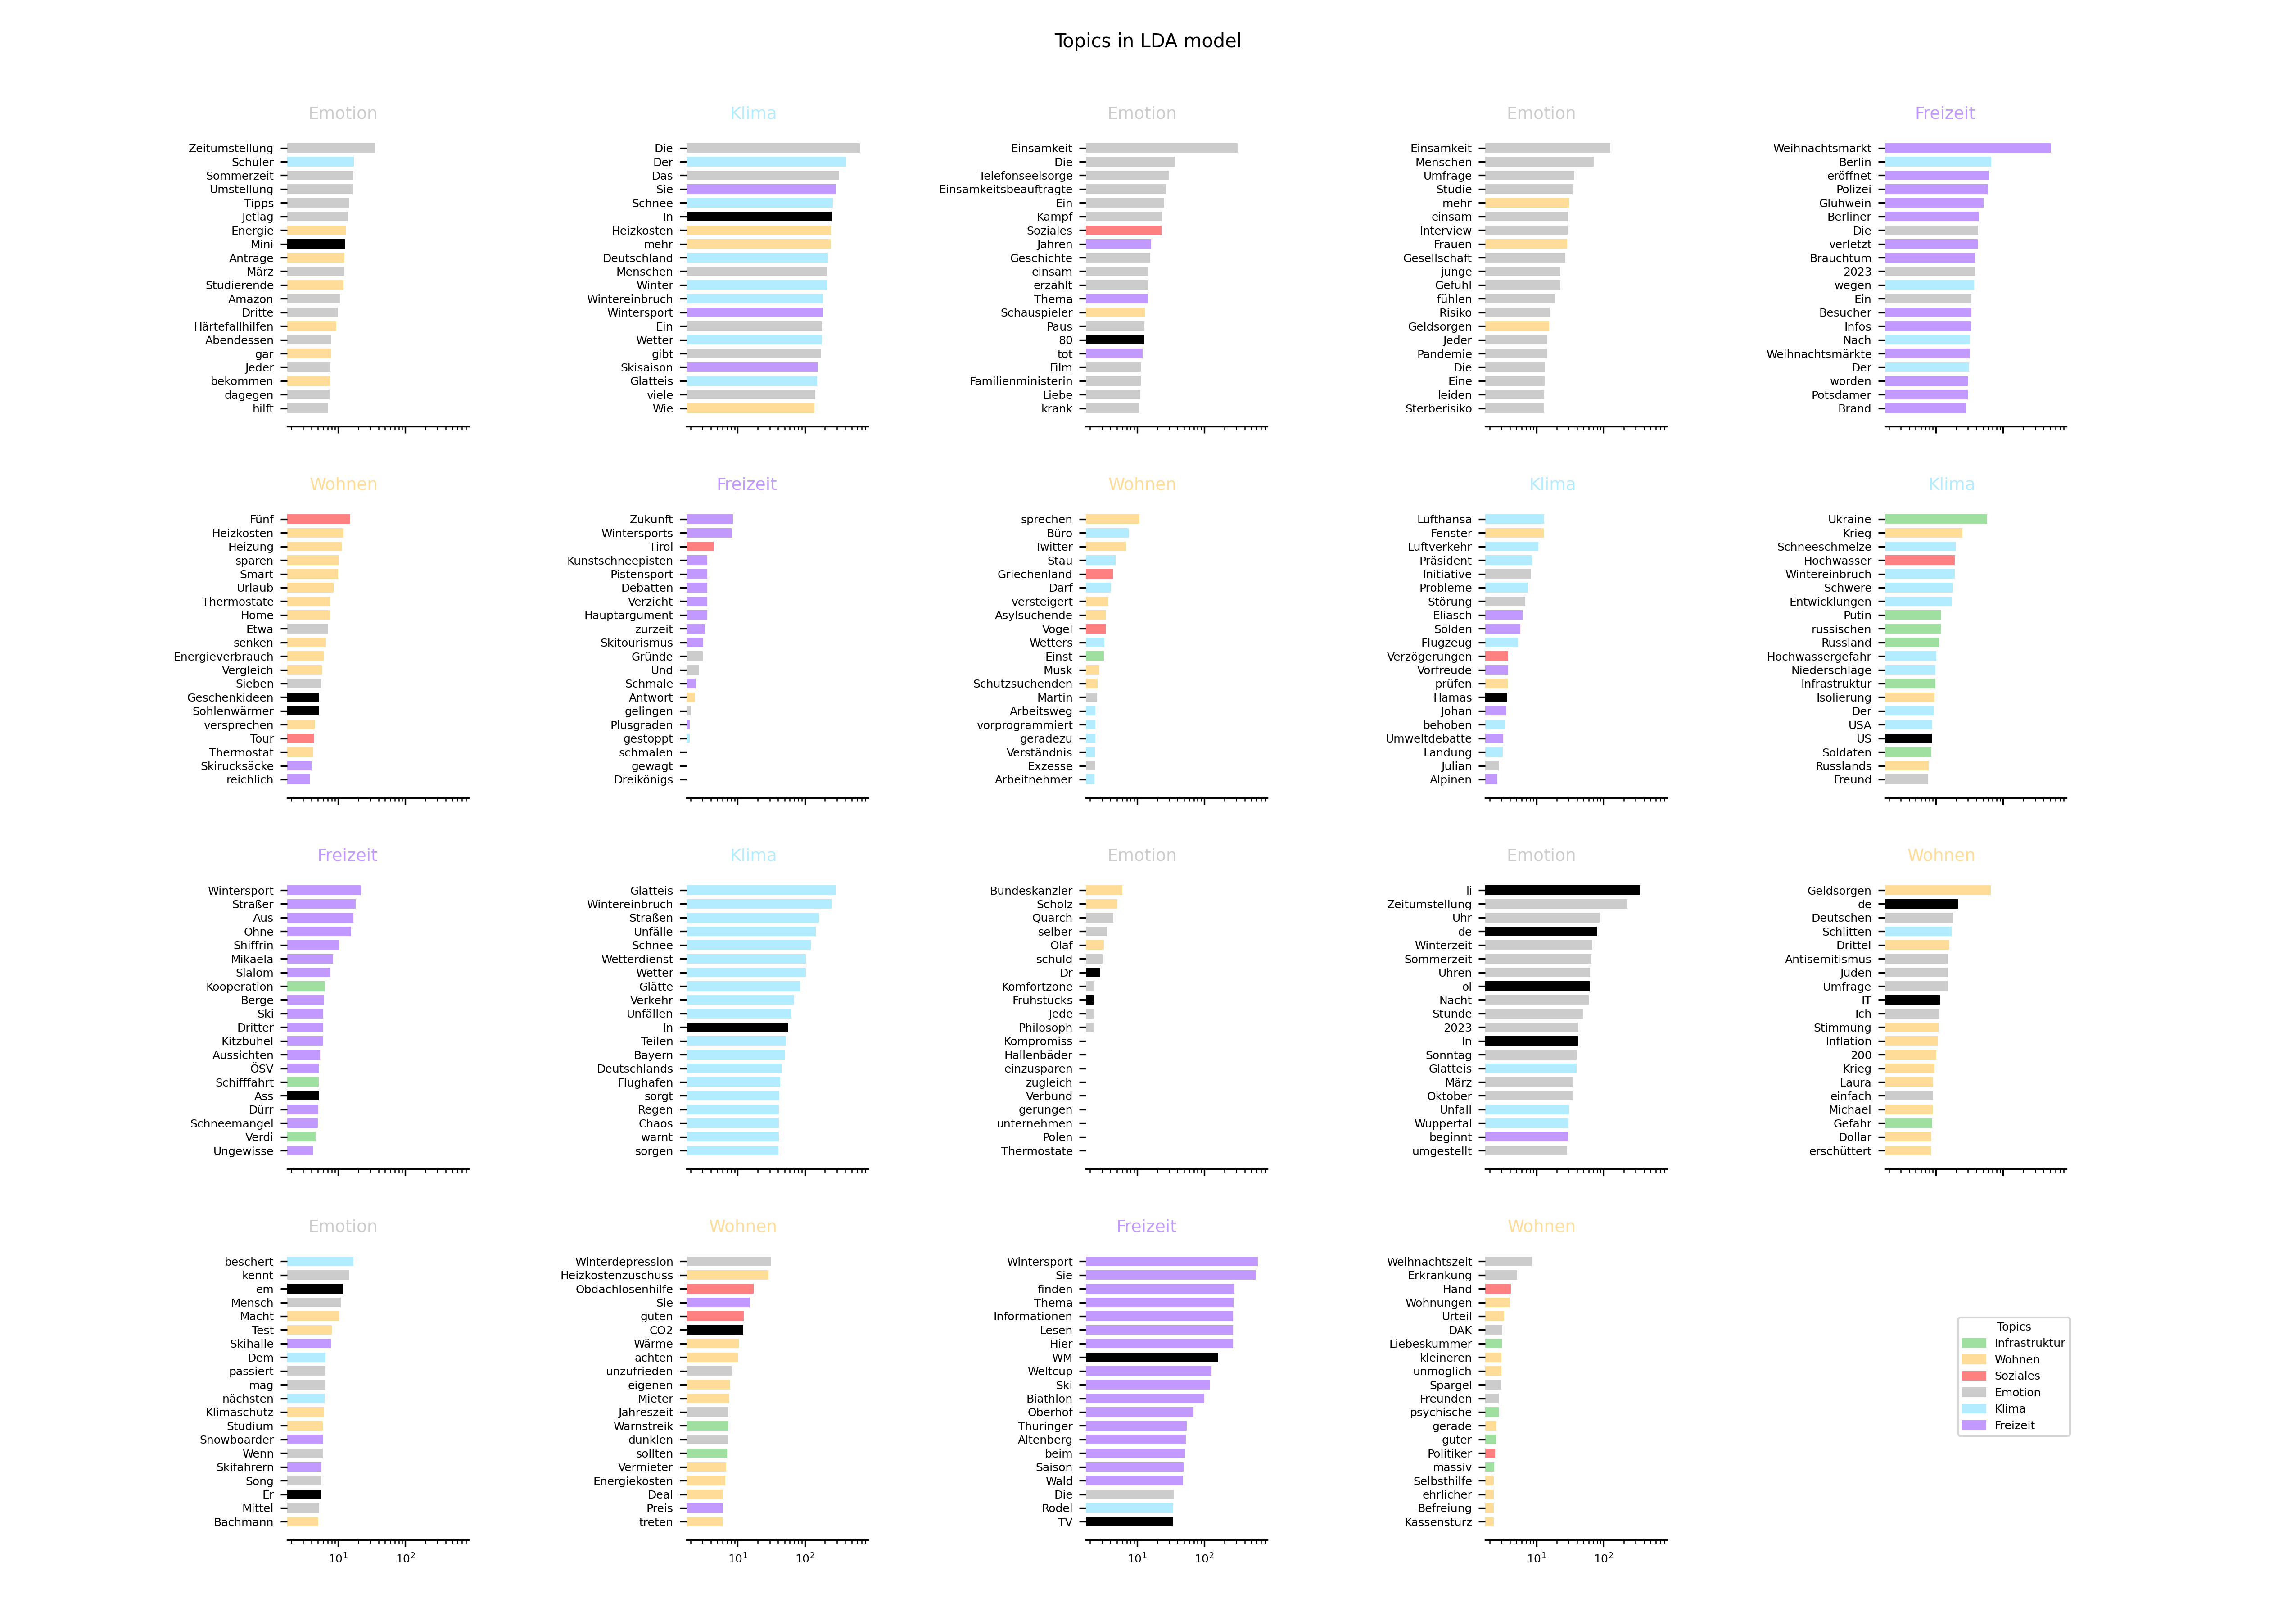 Topics in LDA model
Emotion
Zeitumstellung
Schüler
Sommerzeit
Umstellung
Tipps
Jetlag
Energie
Mini
Anträge
März
Studierende
Amazon
Dritte
Härtefallhilfen
Abendessen
gar
Jeder
bekommen
dagegen
hilft
Klima
Die
Der
Das
Sie
Schnee
In
Heizkosten
mehr
Deutschland
Menschen
Winter
Wintereinbruch
Wintersport
Ein
Wetter
gibt
Skisaison
Glatteis
viele
Wie
Emotion
Einsamkeit
Die
Telefonseelsorge
Einsamkeitsbeauftragte
Ein
Kampf
Soziales
Jahren
Geschichte
einsam
erzählt
Thema
Schauspieler
Paus
80
tot
Film
Familienministerin
Liebe
krank
Emotion
Einsamkeit
Menschen
Umfrage
Studie
mehr
einsam
Interview
Frauen
Gesellschaft
junge
Gefühl
fühlen
Risiko
Geldsorgen
Jeder
Pandemie
Die
Eine
leiden
Sterberisiko
Freizeit
Weihnachtsmarkt
Berlin
eröffnet
Polizei
Glühwein
Berliner
Die
verletzt
Brauchtum
2023
wegen
Ein
Besucher
Infos
Nach
Weihnachtsmärkte
Der
worden
Potsdamer
Brand
Wohnen
Fünf
Heizkosten
Heizung
sparen
Smart
Urlaub
Thermostate
Home
Etwa
senken
Energieverbrauch
Vergleich
Sieben
Geschenkideen
Sohlenwärmer
versprechen
Tour
Thermostat
Skirucksäcke
reichlich
Freizeit
Zukunft
Wintersports
Tirol
Kunstschneepisten
Pistensport
Debatten
Verzicht
Hauptargument
zurzeit
Skitourismus
Gründe
Und
Schmale
Antwort
gelingen
Plusgraden
gestoppt
schmalen
gewagt
Dreikönigs
Wohnen
sprechen
Büro
Twitter
Stau
Griechenland
Darf
versteigert
Asylsuchende
Vogel
Wetters
Einst
Musk
Schutzsuchenden
Martin
Arbeitsweg
vorprogrammiert
geradezu
Verständnis
Exzesse
Arbeitnehmer
Klima
Lufthansa
Fenster
Luftverkehr
Präsident
Initiative
Probleme
Störung
Eliasch
Sölden
Flugzeug
Verzögerungen
Vorfreude
prüfen
Hamas
Johan
behoben
Umweltdebatte
Landung
Julian
Alpinen
Klima
Ukraine
Krieg
Schneeschmelze
Hochwasser
Wintereinbruch
Schwere
Entwicklungen
Putin
russischen
Russland
Hochwassergefahr
Niederschläge
Infrastruktur
Isolierung
Der
USA
US
Soldaten
Russlands
Freund
Freizeit
Wintersport
Straßer
Aus
Ohne
Shiffrin
Mikaela
Slalom
Kooperation
Berge
Ski
Dritter
Kitzbühel
Aussichten
ÖSV
Schifffahrt
Ass
Dürr
Schneemangel
Verdi
Ungewisse
Klima
Glatteis
Wintereinbruch
Straßen
Unfälle
Schnee
Wetterdienst
Wetter
Glätte
Verkehr
Unfällen
In
Teilen
Bayern
Deutschlands
Flughafen
sorgt
Regen
Chaos
warnt
sorgen
Emotion
Bundeskanzler
Scholz
Quarch
selber
Olaf
schuld
Dr
Komfortzone
Frühstücks
Jede
Philosoph
Kompromiss
Hallenbäder
einzusparen
zugleich
Verbund
gerungen
unternehmen
Polen
Thermostate
Emotion
li
Zeitumstellung
Uhr
de
Winterzeit
Sommerzeit
Uhren
ol
Nacht
Stunde
2023
In
Sonntag
Glatteis
März
Oktober
Unfall
Wuppertal
beginnt
umgestellt
Wohnen
Geldsorgen
de
Deutschen
Schlitten
Drittel
Antisemitismus
Juden
Umfrage
IT
Ich
Stimmung
Inflation
200
Krieg
Laura
einfach
Michael
Gefahr
Dollar
erschüttert
Emotion
beschert
kennt
em
Mensch
Macht
Test
Skihalle
Dem
passiert
mag
nächsten
Klimaschutz
Studium
Snowboarder
Wenn
Skifahrern
Song
Er
Mittel
Bachmann
10¹ 10²
Wohnen
Winterdepression
Heizkostenzuschuss
Obdachlosenhilfe
Sie
guten
CO2
Wärme
achten
unzufrieden
eigenen
Mieter
Jahreszeit
Warnstreik
dunklen
sollten
Vermieter
Energiekosten
Deal
Preis
treten
10¹ 10²
Freizeit
Wintersport
Sie
finden
Thema
Informationen
Lesen
Hier
WM
Weltcup
Ski
Biathlon
Oberhof
Thüringer
Altenberg
beim
Saison
Wald
Die
Rodel
TV
10¹ 10²
Wohnen
Weihnachtszeit
Erkrankung
Hand
Wohnungen
Urteil
DAK
Liebeskummer
kleineren
unmöglich
Spargel
Freunden
psychische
gerade
guter
Politiker
massiv
Selbsthilfe
ehrlicher
Befreiung
Kassensturz
10¹ 10²
Topics
Infrastruktur
Wohnen
Soziales
Emotion
Klima
Freizeit